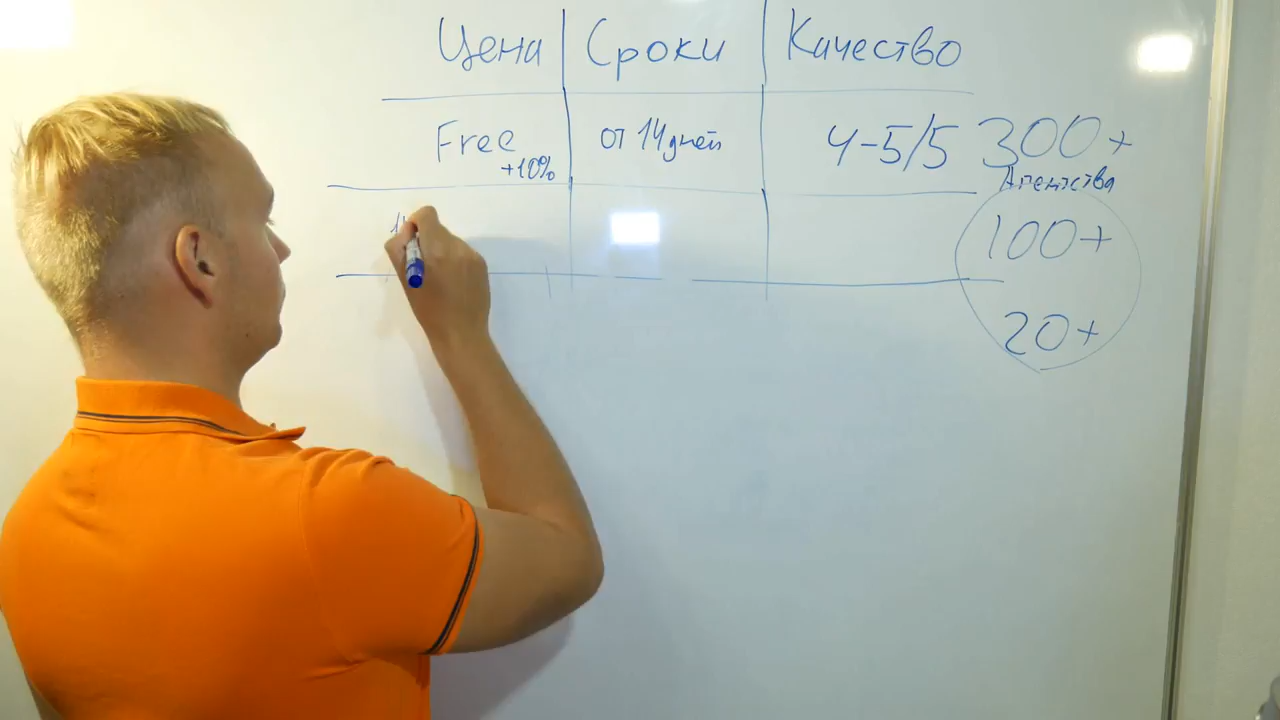 Цена Сроки Качество
Free от 14 дней 4-5/5 300+
+10% Агентства
100+
20+